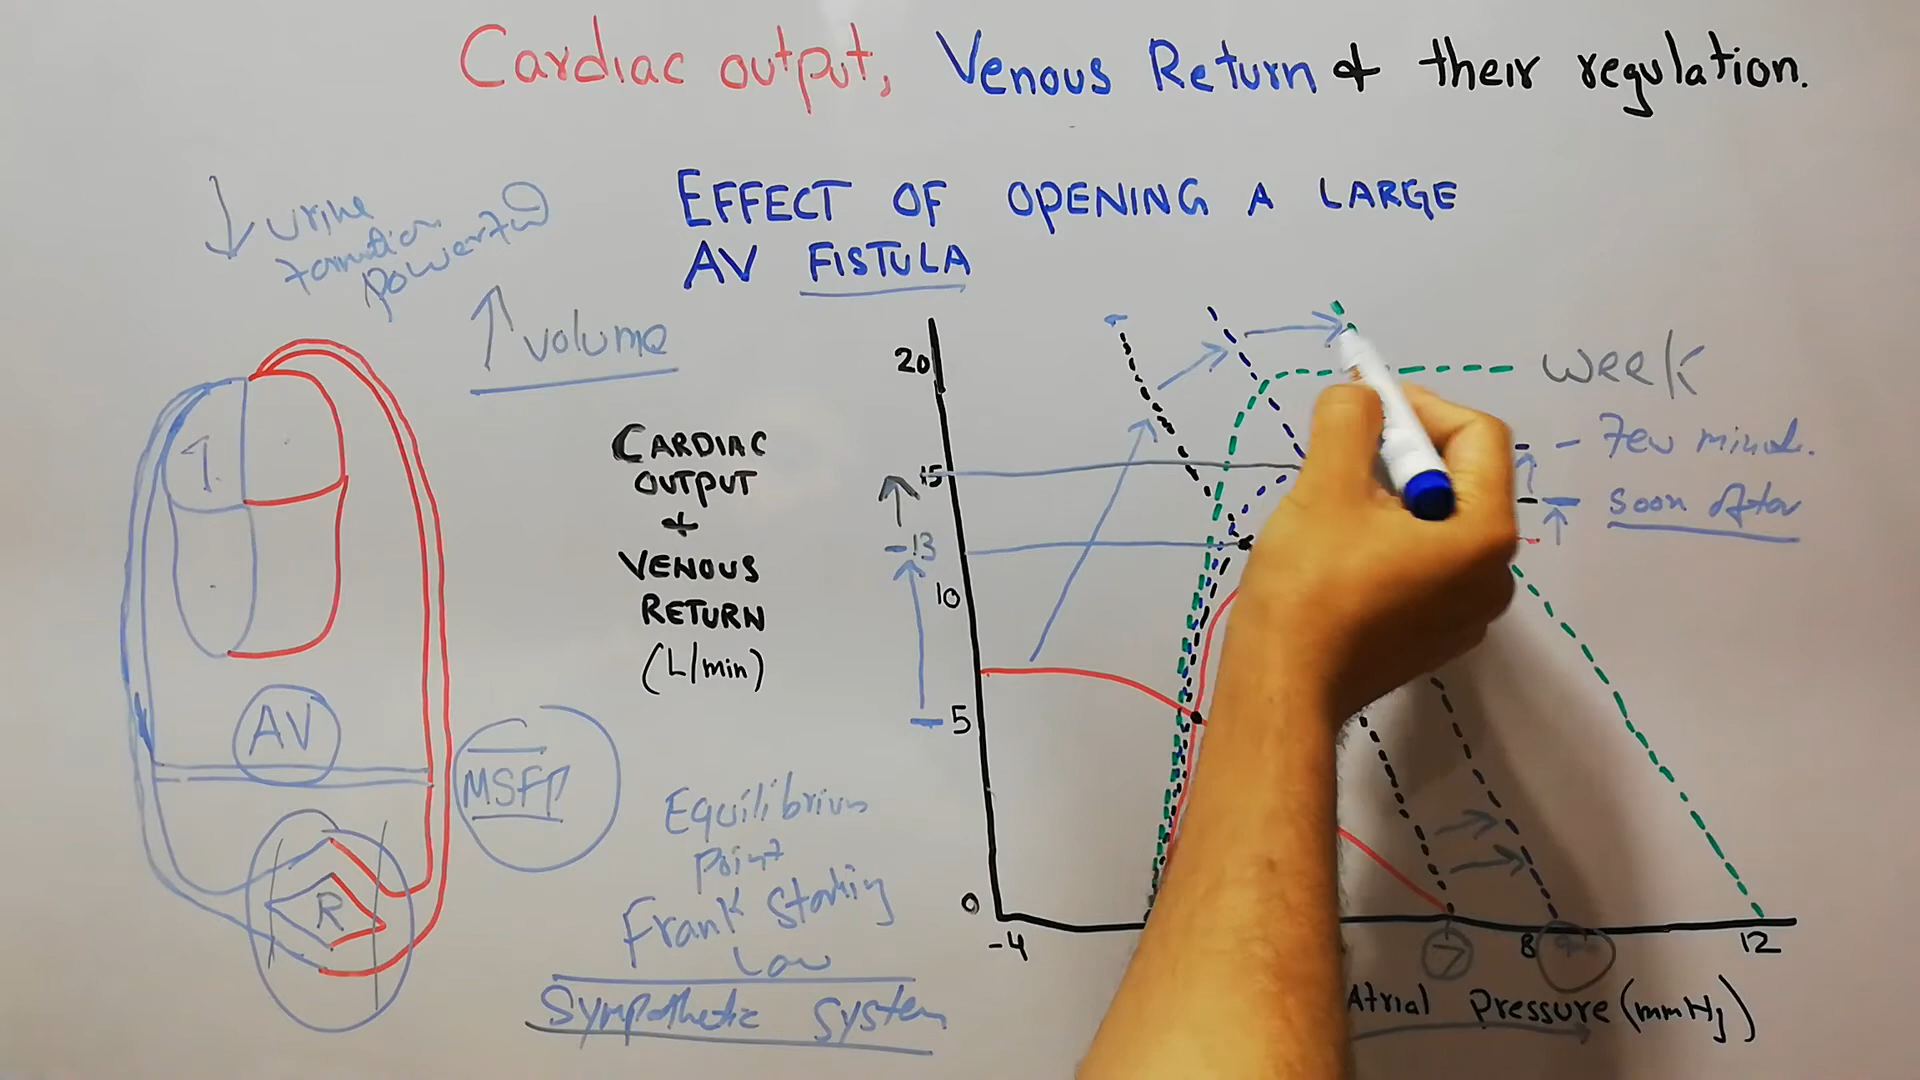 Cardiac output, Venous Return & their regulation.
EFFECT OF OPENING A LARGE
AV FISTULA
↓ urine
formation
↑ volume
AV
MSFP
R
CARDIAC
OUTPUT
+
VENOUS
RETURN
(L/min)
Equilibrium
Point
Frank Starling
Law
Sympathetic system
20
15
13
10
5
0
-4
7
8
12
Atrial Pressure (mmHg)
week
Few minut.
soon after